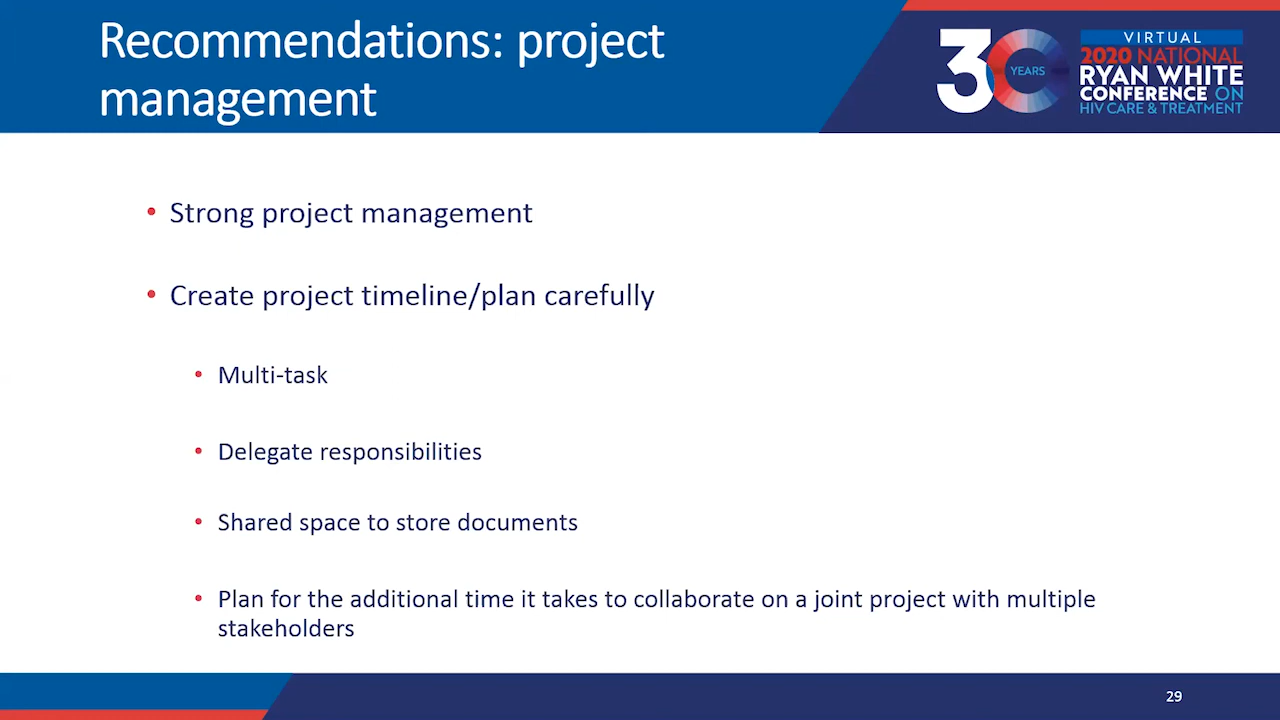 Recommendations: project
management
30
YEARS
VIRTUAL
2020 NATIONAL
RYAN WHITE
CONFERENCE ON
HIV CARE & TREATMENT
• Strong project management
• Create project timeline/plan carefully
• Multi-task
• Delegate responsibilities
• Shared space to store documents
• Plan for the additional time it takes to collaborate on a joint project with multiple
stakeholders
29